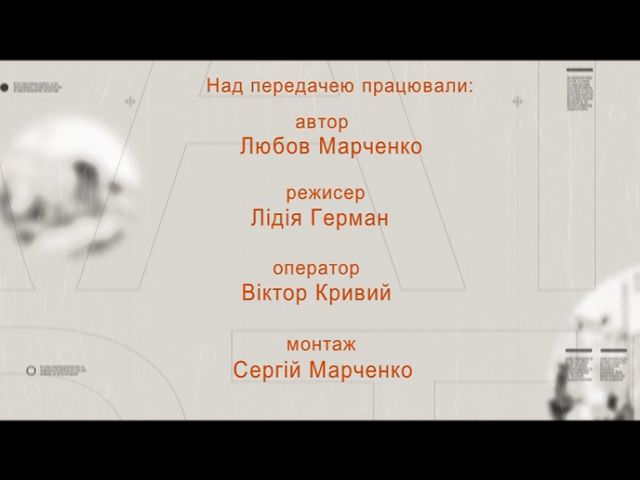 Над передачею працювали:
автор
Любов Марченко
режисер
Лідія Герман
оператор
Віктор Кривий
монтаж
Сергій Марченко